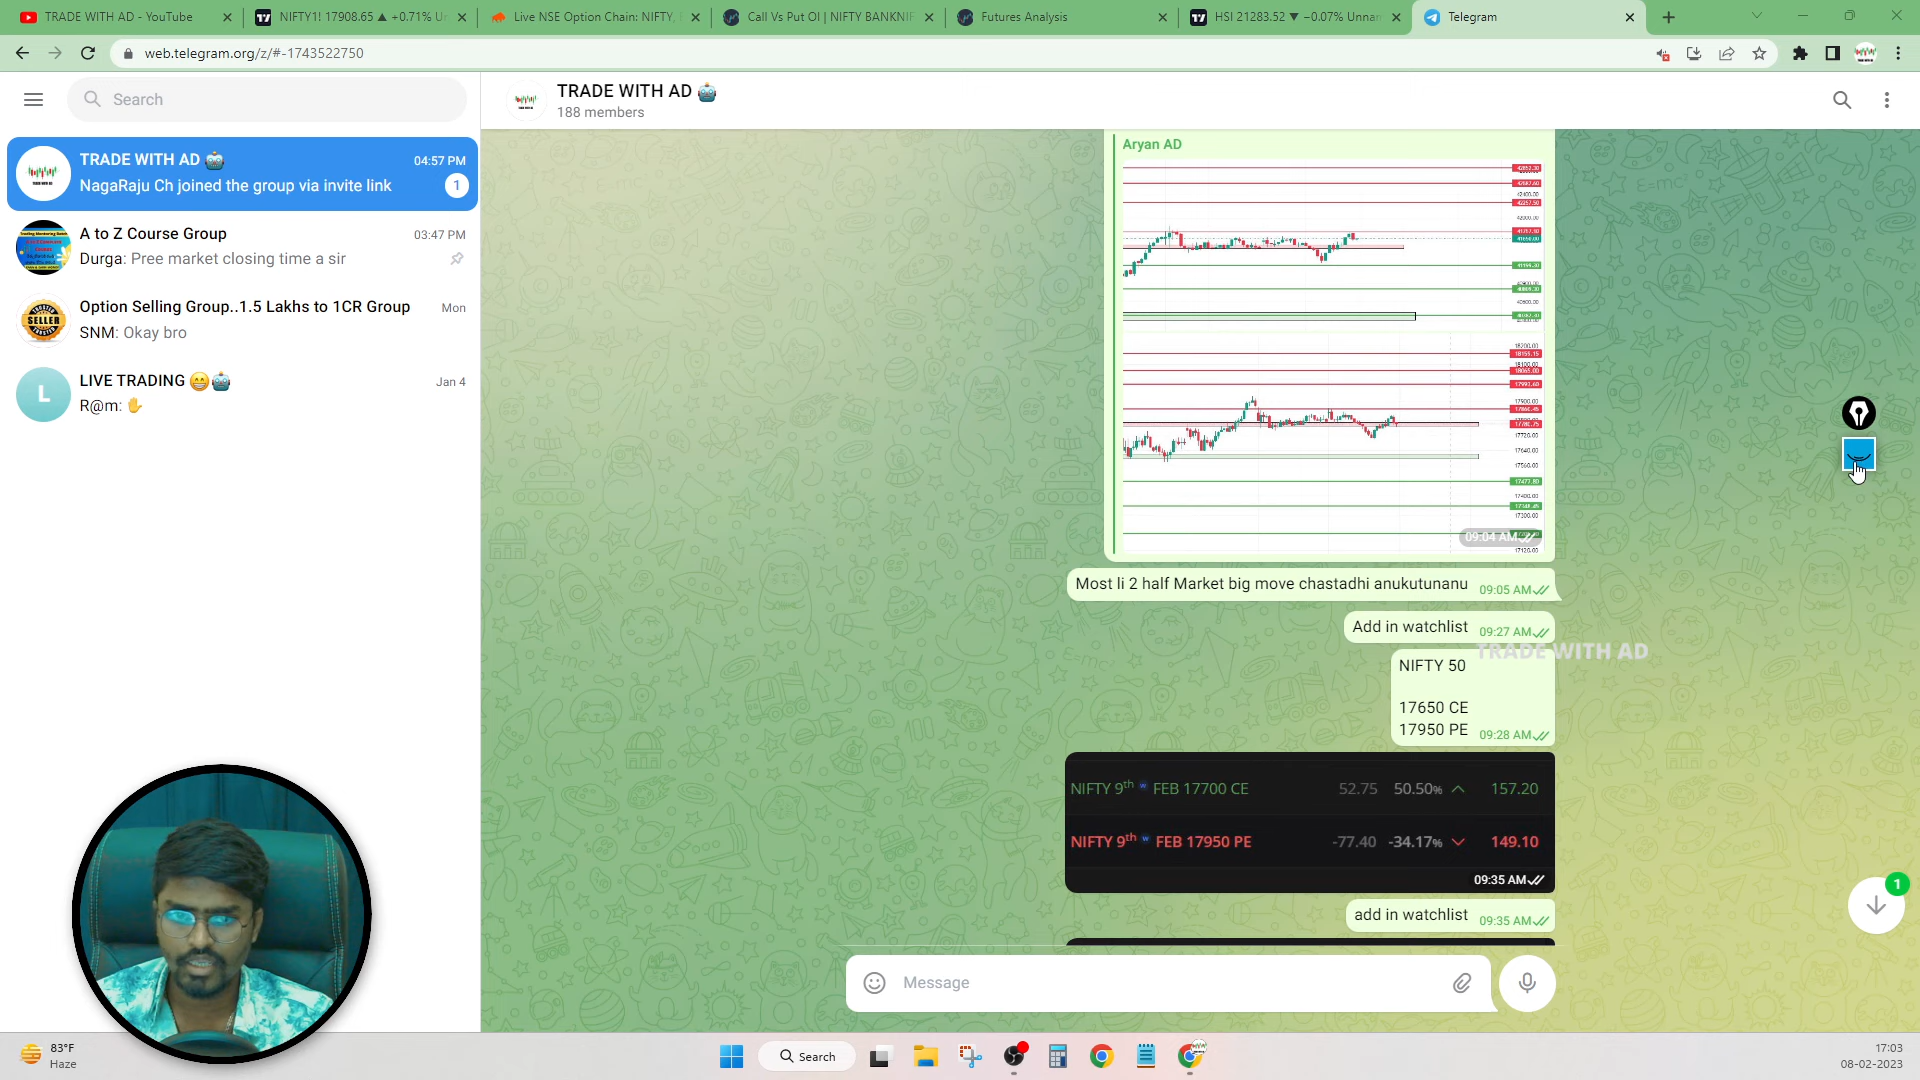 TRADE WITH AD - YouTube
NIFTY1! 17908.65 ▲ +0.71% Un
Live NSE Option Chain: NIFTY,
Call Vs Put OI | NIFTY BANKNIF
Futures Analysis
HSI 21283.52 ▼ −0.07% Unnan
Telegram
web.telegram.org/z/#-1743522750
Search
TRADE WITH AD 🤖
188 members
TRADE WITH AD 🤖
04:57 PM
NagaRaju Ch joined the group via invite link
1
A to Z Course Group
03:47 PM
Durga: Pree market closing time a sir
Option Selling Group..1.5 Lakhs to 1CR Group
Mon
SNM: Okay bro
LIVE TRADING 😁🤖
Jan 4
L
R@m: ✋
Aryan AD
09:04 AM
Most li 2 half Market big move chastadhi anukutunanu
09:05 AM
Add in watchlist
09:27 AM
TRADE WITH AD
NIFTY 50
17650 CE
17950 PE
09:28 AM
NIFTY 9th w FEB 17700 CE 52.75 50.50% 157.20
NIFTY 9th w FEB 17950 PE -77.40 -34.17% 149.10
09:35 AM
add in watchlist
09:35 AM
1
Message
83°F
Haze
Search
17:03
08-02-2023